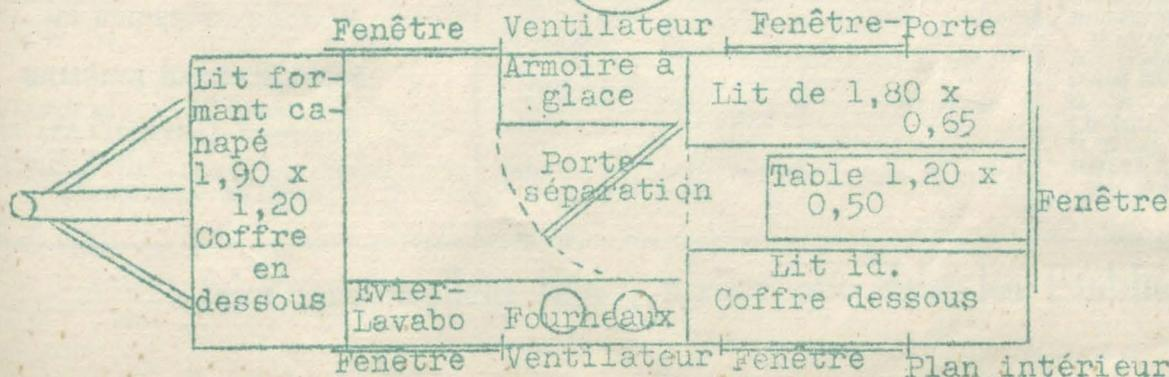 Fenêtre Ventilateur Fenêtre-Porte
Lit for-
mant ca-
napé
1,90 x
1,20
Coffre
en
dessous
Armoire à
glace
Porte-
séparation
Lit de 1,80 x
0,65
Table 1,20 x
0,50
Fenêtre
Lit id.
Coffre dessous
Evier-
Lavabo
Fourneaux
Fenêtre Ventilateur Fenêtre Plan intérieur